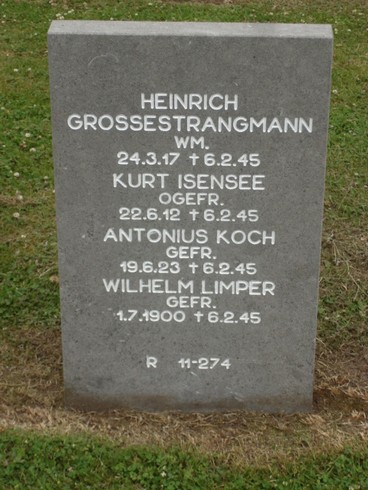 HEINRICH
GROSSESTRANGMANN
WM.
24.3.17 † 6.2.45
KURT ISENSEE
OGEFR.
22.6.12 † 6.2.45
ANTONIUS KOCH
GEFR.
19.6.23 † 6.2.45
WILHELM LIMPER
GEFR.
1.7.1900 † 6.2.45
R 11-274